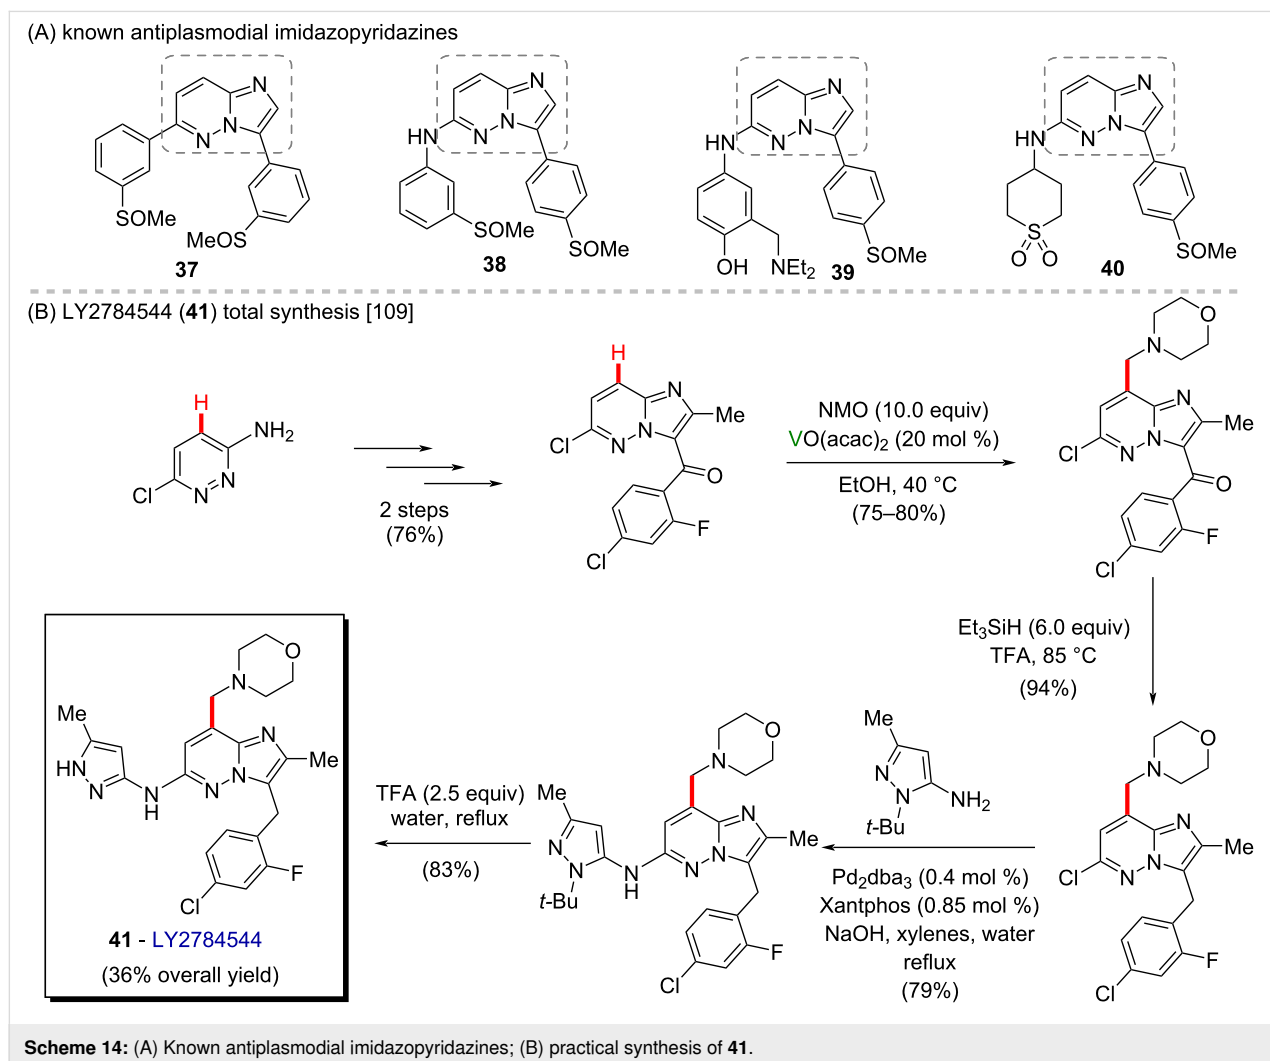 (A) known antiplasmodial imidazopyridazines
N
N
N
SOMe
MeOS
37
N
N
N
HN
SOMe
SOMe
38
N
N
N
HN
OH
NEt2
SOMe
39
N
N
N
HN
S
O O
SOMe
40
(B) LY2784544 (41) total synthesis [109]
H
NH2
Cl
N
N
2 steps
(76%)
H
N
Me
Cl
N
N
O
F
Cl
NMO (10.0 equiv)
VO(acac)2 (20 mol %)
EtOH, 40 °C
(75–80%)
O
N
N
Me
Cl
N
N
O
F
Cl
Et3SiH (6.0 equiv)
TFA, 85 °C
(94%)
O
N
N
Me
Cl
N
N
F
Cl
Me
N
N
NH2
t-Bu
Pd2dba3 (0.4 mol %)
Xantphos (0.85 mol %)
NaOH, xylenes, water
reflux
(79%)
O
N
N
Me
Me
N
N
N
N
t-Bu
N
H
F
Cl
TFA (2.5 equiv)
water, reflux
(83%)
O
N
Me
N
Me
HN
N
N
N
N
H
F
Cl
41 - LY2784544
(36% overall yield)
Scheme 14: (A) Known antiplasmodial imidazopyridazines; (B) practical synthesis of 41.